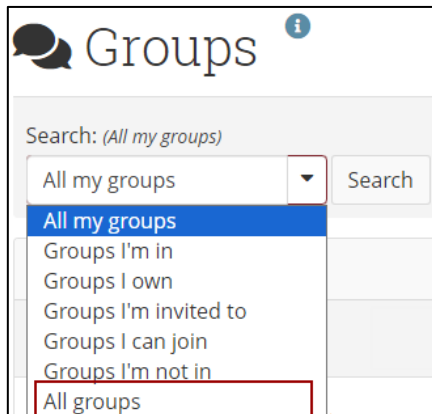 Groups i
Search: (All my groups)
All my groups Search
All my groups
Groups I'm in
Groups I own
Groups I'm invited to
Groups I can join
Groups I'm not in
All groups